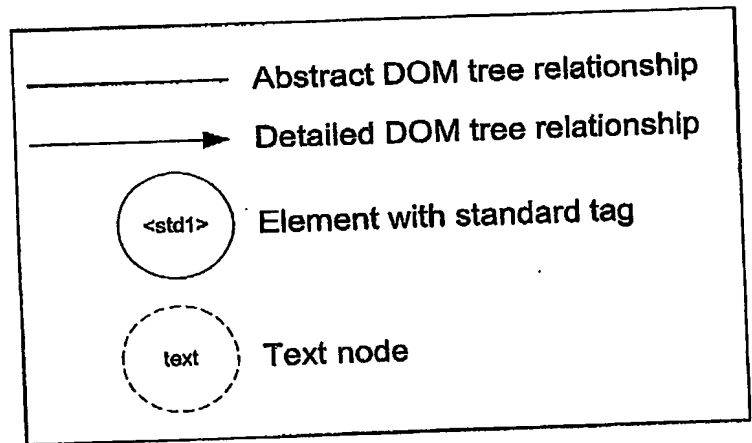 Abstract DOM tree relationship
Detailed DOM tree relationship
<std1> Element with standard tag
text Text node